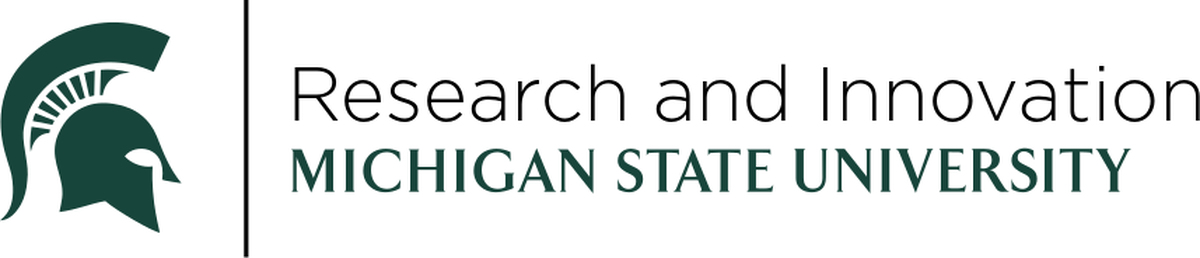 Research and Innovation
MICHIGAN STATE UNIVERSITY